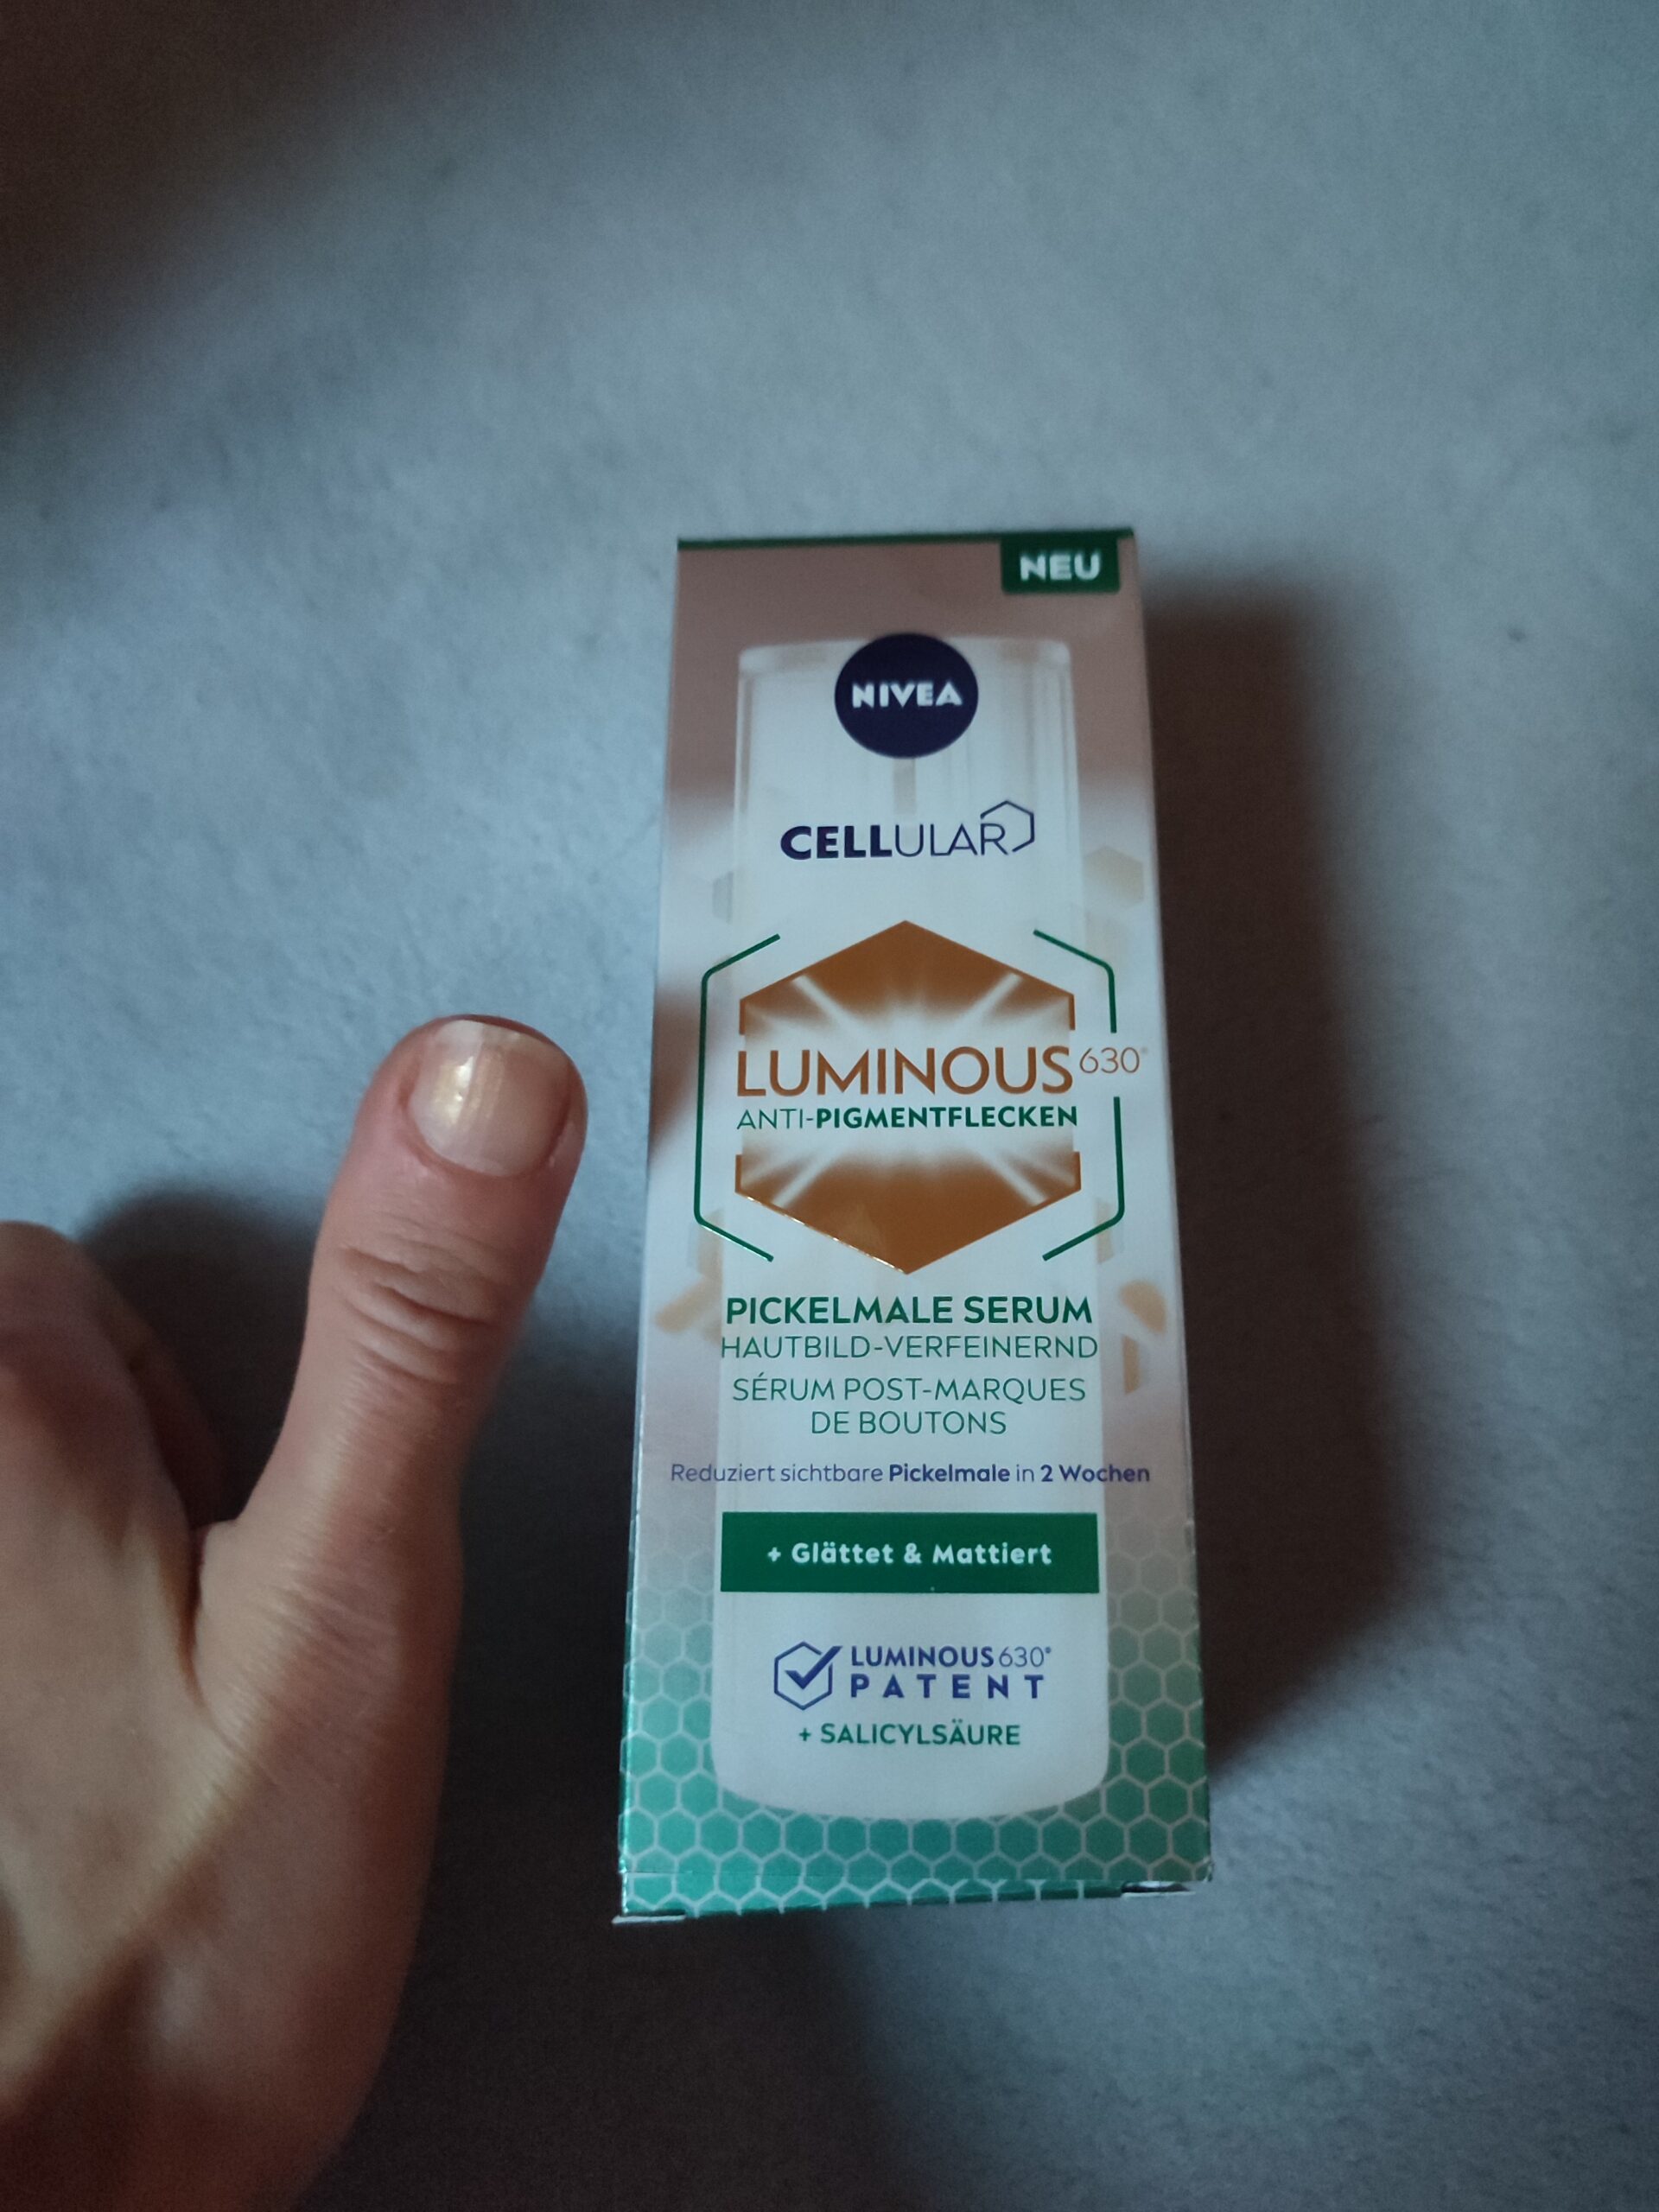 NEU
NIVEA
CELLULAR
LUMINOUS630®
ANTI-PIGMENTFLECKEN
PICKELMALE SERUM
HAUTBILD-VERFEINERND
SÉRUM POST-MARQUES
DE BOUTONS
Reduziert sichtbare Pickelmale in 2 Wochen
+ Glättet & Mattiert
LUMINOUS630®
PATENT
+ SALICYLSÄURE